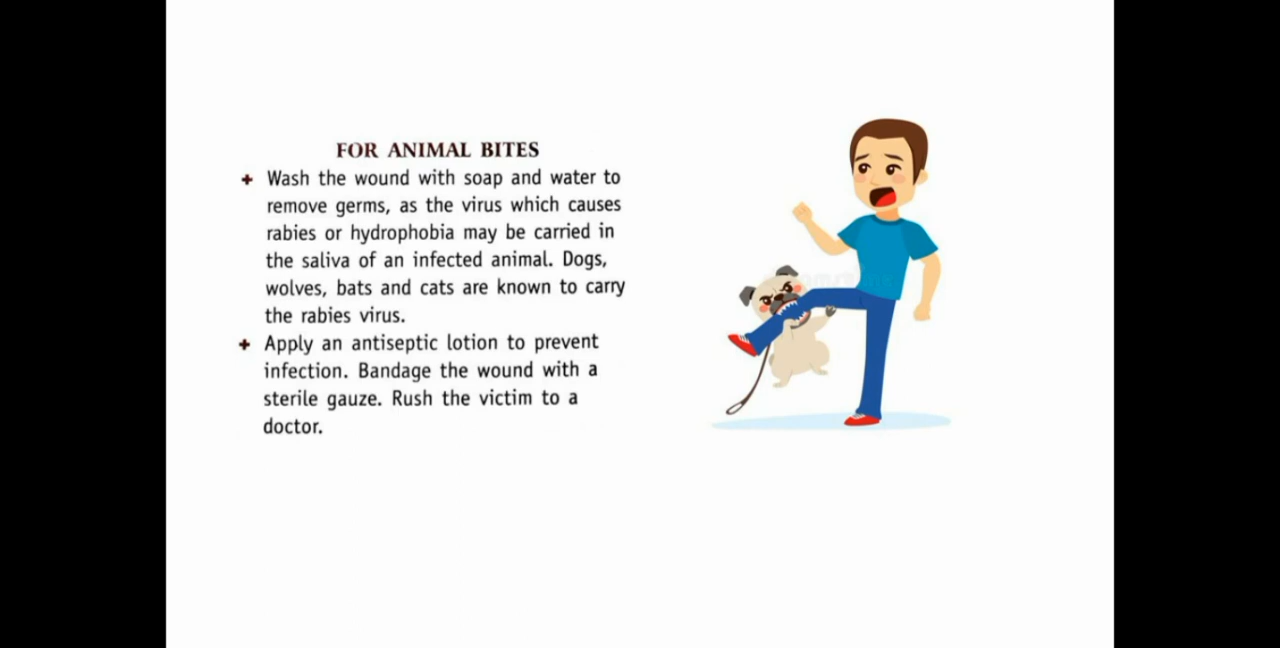 FOR ANIMAL BITES
+ Wash the wound with soap and water to
remove germs, as the virus which causes
rabies or hydrophobia may be carried in
the saliva of an infected animal. Dogs,
wolves, bats and cats are known to carry
the rabies virus.
+ Apply an antiseptic lotion to prevent
infection. Bandage the wound with a
sterile gauze. Rush the victim to a
doctor.